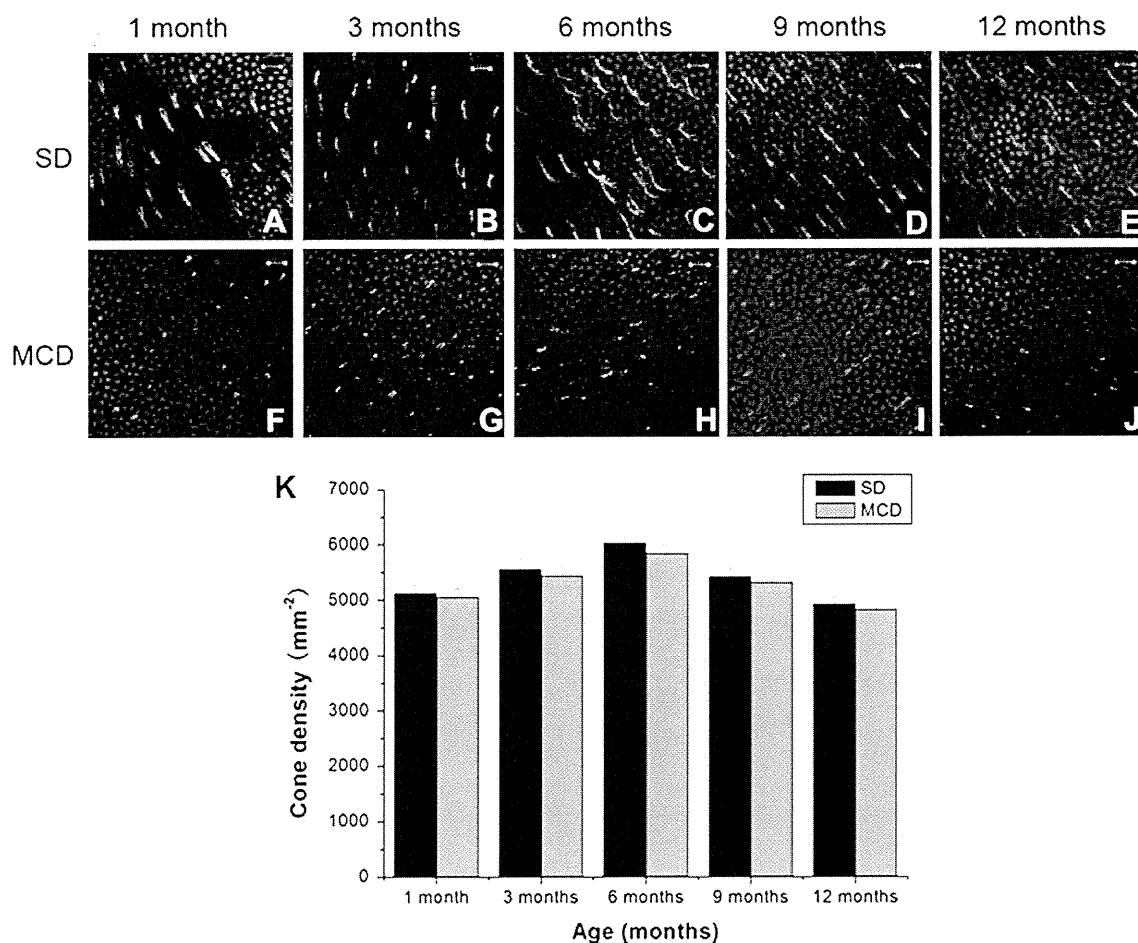 1 month 3 months 6 months 9 months 12 months
SD
A B C D E
MCD
F G H I J
K
SD
MCD
7000
6000
5000
4000
3000
2000
1000
0
Cone density (mm⁻²)
1 month 3 months 6 months 9 months 12 months
Age (months)